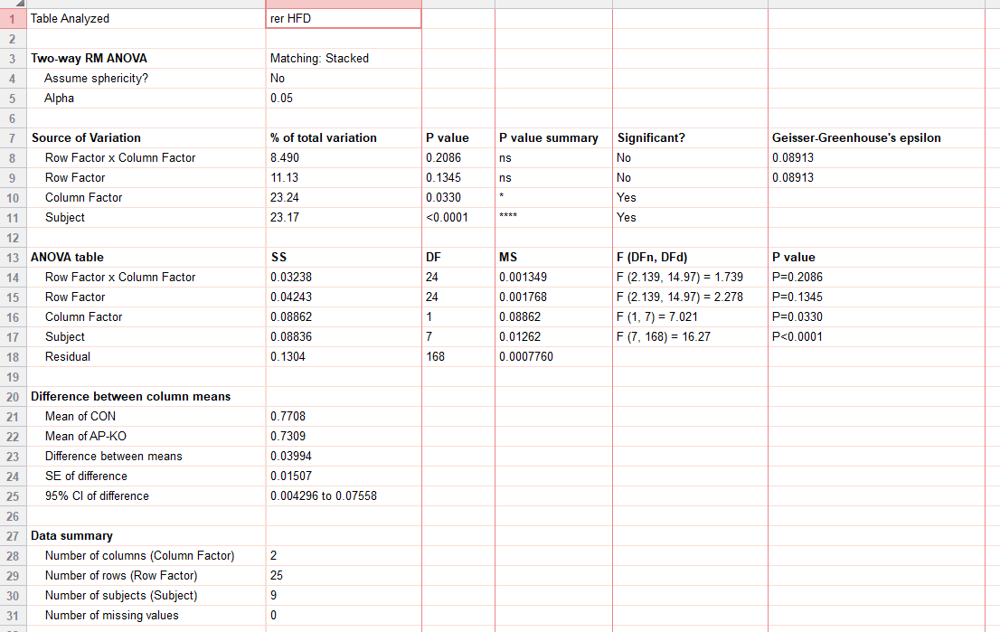 1 Table Analyzed rer HFD
2
3 Two-way RM ANOVA Matching: Stacked
4 Assume sphericity? No
5 Alpha 0.05
6
7 Source of Variation % of total variation P value P value summary Significant? Geisser-Greenhouse's epsilon
8 Row Factor x Column Factor 8.490 0.2086 ns No 0.08913
9 Row Factor 11.13 0.1345 ns No 0.08913
10 Column Factor 23.24 0.0330 * Yes
11 Subject 23.17 <0.0001 **** Yes
12
13 ANOVA table SS DF MS F (DFn, DFd) P value
14 Row Factor x Column Factor 0.03238 24 0.001349 F (2.139, 14.97) = 1.739 P=0.2086
15 Row Factor 0.04243 24 0.001768 F (2.139, 14.97) = 2.278 P=0.1345
16 Column Factor 0.08862 1 0.08862 F (1, 7) = 7.021 P=0.0330
17 Subject 0.08836 7 0.01262 F (7, 168) = 16.27 P<0.0001
18 Residual 0.1304 168 0.0007760
19
20 Difference between column means
21 Mean of CON 0.7708
22 Mean of AP-KO 0.7309
23 Difference between means 0.03994
24 SE of difference 0.01507
25 95% CI of difference 0.004296 to 0.07558
26
27 Data summary
28 Number of columns (Column Factor) 2
29 Number of rows (Row Factor) 25
30 Number of subjects (Subject) 9
31 Number of missing values 0